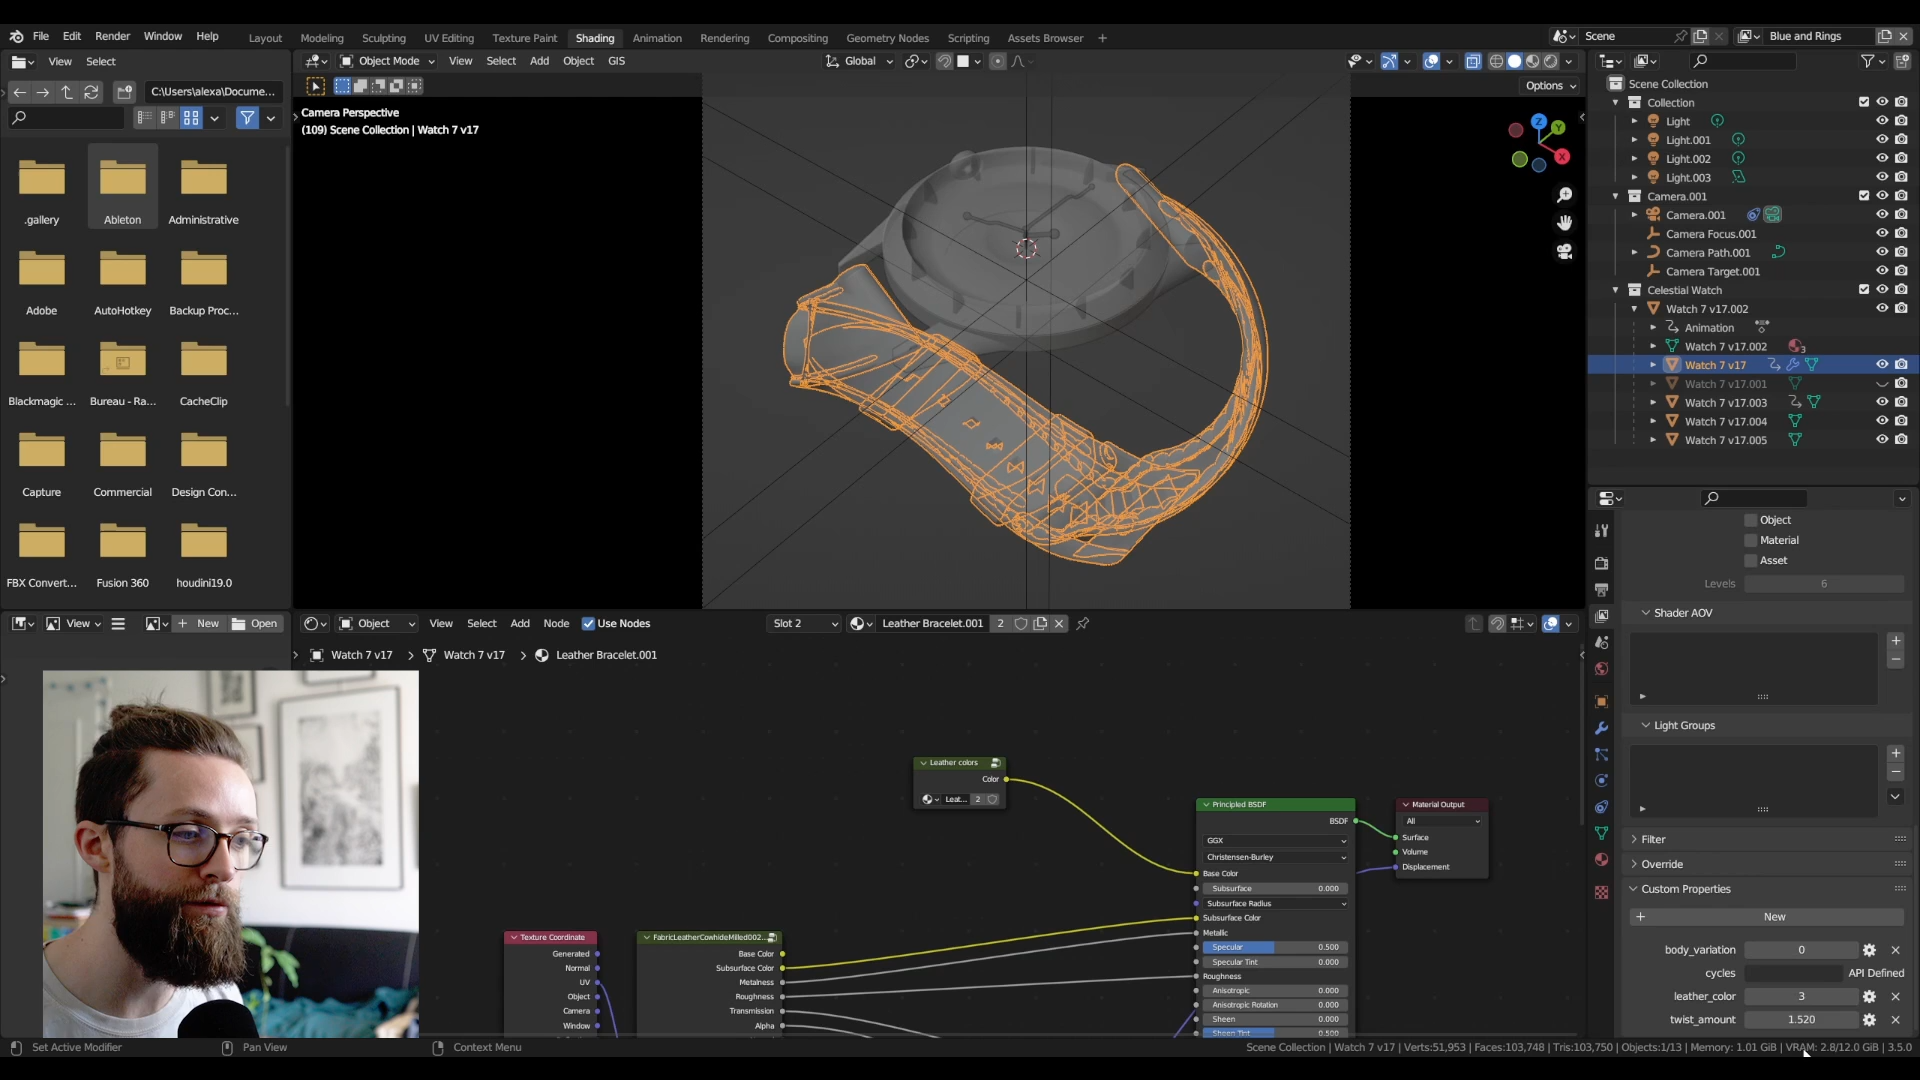 File Edit Render Window Help Layout Modeling Sculpting UV Editing Texture Paint Shading Animation Rendering Compositing Geometry Nodes Scripting Assets Browser + Scene Blue and Rings
View Select Object Mode View Select Add Object GIS Global
C:\Users\alexa\Docume... Options
Camera Perspective
(109) Scene Collection | Watch 7 v17
Z
Y
X
.gallery Ableton Administrative
Adobe AutoHotkey Backup Proc...
Blackmagic ... Bureau - Ra... CacheClip
Capture Commercial Design Con...
FBX Convert... Fusion 360 houdini19.0
Scene Collection
Collection
Light
Light.001
Light.002
Light.003
Camera.001
Camera.001
Camera Focus.001
Camera Path.001
Camera Target.001
Celestial Watch
Watch 7 v17.002
Animation
Watch 7 v17.002 3
Watch 7 v17
Watch 7 v17.001
Watch 7 v17.003
Watch 7 v17.004
Watch 7 v17.005
Object
Material
Asset
Levels 6
Shader AOV
Light Groups
Filter
Override
Custom Properties
+ New
body_variation 0
cycles API Defined
leather_color 3
twist_amount 1.520
View + New Open
Object View Select Add Node Use Nodes Slot 2 Leather Bracelet.001 2
Watch 7 v17 > Watch 7 v17 > Leather Bracelet.001
Leather colors
Color
Leat... 2
Principled BSDF
BSDF
GGX
Christensen-Burley
Base Color
Subsurface 0.000
Subsurface Radius
Subsurface Color
Metallic
Specular 0.500
Specular Tint 0.000
Roughness
Anisotropic 0.000
Anisotropic Rotation 0.000
Sheen 0.000
Sheen Tint 0.500
Material Output
All
Surface
Volume
Displacement
Texture Coordinate
Generated
Normal
UV
Object
Camera
Window
FabricLeatherCowhideMilled002...
Base Color
Subsurface Color
Metalness
Roughness
Transmission
Alpha
Set Active Modifier Pan View Context Menu Scene Collection | Watch 7 v17 | Verts:51,953 | Faces:103,748 | Tris:103,750 | Objects:1/13 | Memory: 1.01 GiB | VRAM: 2.8/12.0 GiB | 3.5.0